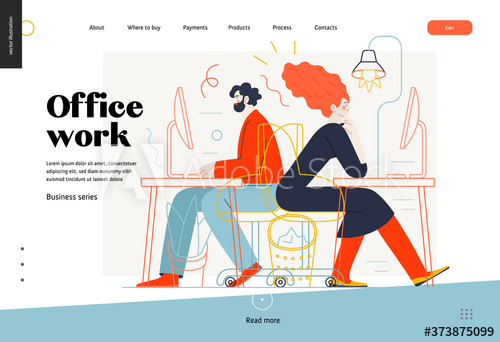 vector illustration
About
Where to buy
Payments
Products
Process
Contacts
Cart
Office
work
Lorem ipsum dolor sit amet, consectetuer
adipiscing elit, sed diam nonummy nibh
euismod tincidunt ut laoreet dolore
Business series
Read more
Adobe Stock | #373875099